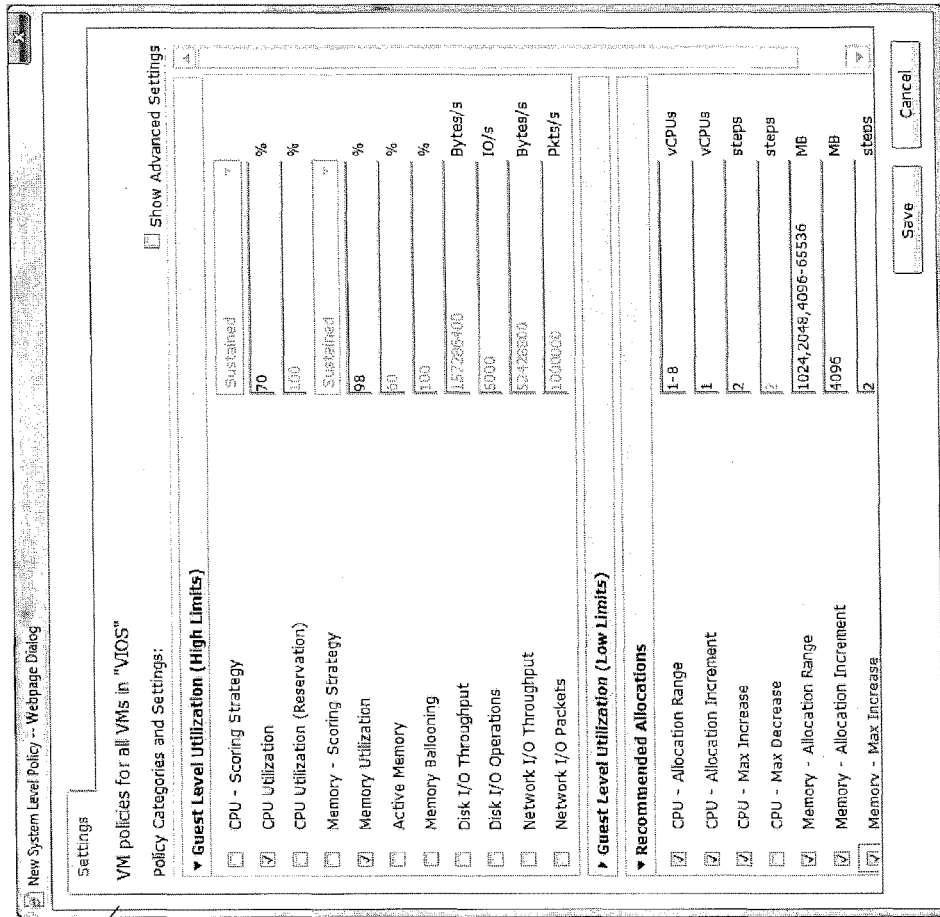 New System Level Policy -- Webpage Dialog
X
Settings
VM policies for all VMs in "VIOS"
Policy Categories and Settings:
Show Advanced Settings
Guest Level Utilization (High Limits)
CPU - Scoring Strategy Sustained
CPU Utilization 70 %
CPU Utilization (Reservation) 100 %
Memory - Scoring Strategy Sustained
Memory Utilization 98 %
Active Memory %
Memory Ballooning 100 %
Disk I/O Throughput 157286400 Bytes/s
Disk I/O Operations IO/s
Network I/O Throughput 52428800 Bytes/s
Network I/O Packets 1000000 Pkts/s
Guest Level Utilization (Low Limits)
Recommended Allocations
CPU - Allocation Range 1-8 vCPUs
CPU - Allocation Increment 1 vCPUs
CPU - Max Increase 2 steps
CPU - Max Decrease 2 steps
Memory - Allocation Range 1024,2048,4096-65536 MB
Memory - Allocation Increment 4096 MB
Memory - Max Increase 2 steps
Save
Cancel